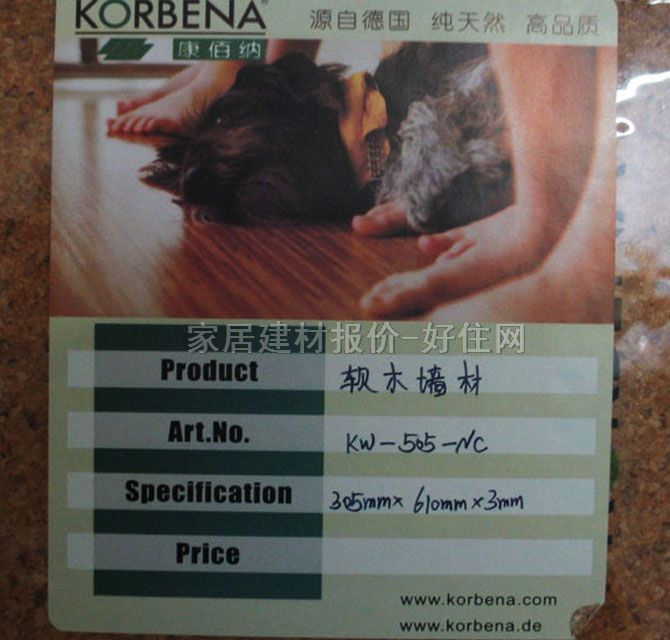 KORBENA®
源自德国 纯天然 高品质
康佰纳
家居建材报价-好住网
Product 软木墙材
Art.No. KW-505-NC
Specification 305mm× 610mm×3mm
Price
www.korbena.com
www.korbena.de